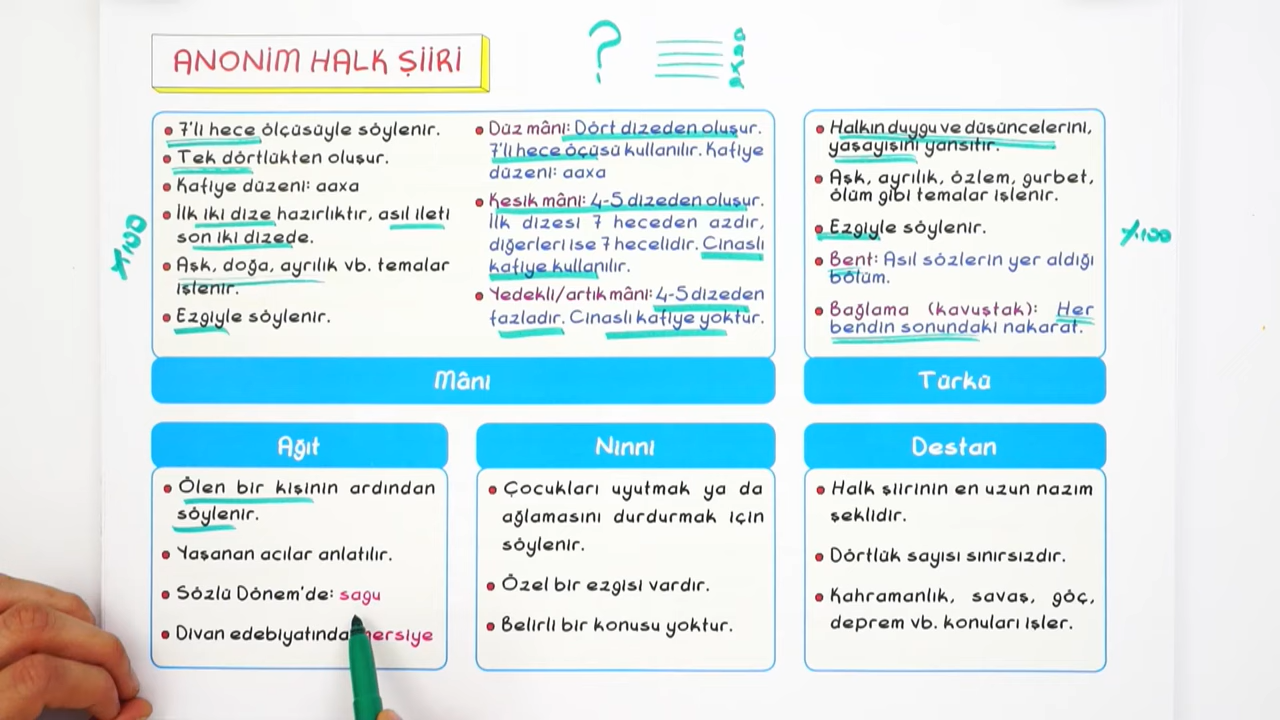 ANONİM HALK ŞİİRİ
?
a
a
x
a
%100
• 7'li hece ölçüsüyle söylenir.
• Tek dörtlükten oluşur.
• Kafiye düzeni: aaxa
• İlk iki dize hazırlıktır, asıl ileti
son iki dizede.
• Aşk, doğa, ayrılık vb. temalar
işlenir.
• Ezgiyle söylenir.
• Düz mâni: Dört dizeden oluşur.
7'li hece öçüsü kullanılır. Kafiye
düzeni: aaxa
• Kesik mâni: 4-5 dizeden oluşur.
İlk dizesi 7 heceden azdır,
diğerleri ise 7 hecelidir. Cinaslı
kafiye kullanılır.
• Yedekli/artık mâni: 4-5 dizeden
fazladır. Cinaslı kafiye yoktur.
Mâni
• Halkın duygu ve düşüncelerini,
yaşayışını yansıtır.
• Aşk, ayrılık, özlem, gurbet,
ölüm gibi temalar işlenir.
• Ezgiyle söylenir.
• Bent: Asıl sözlerin yer aldığı
bölüm.
• Bağlama (kavuştak): Her
bendin sonundaki nakarat.
%100
Türkü
Ağıt
• Ölen bir kişinin ardından
söylenir.
• Yaşanan acılar anlatılır.
• Sözlü Dönem'de: sagu
• Divan edebiyatında
Ninni
• Çocukları uyutmak ya da
ağlamasını durdurmak için
söylenir.
• Özel bir ezgisi vardır.
• Belirli bir konusu yoktur.
Destan
• Halk şiirinin en uzun nazım
şeklidir.
• Dörtlük sayısı sınırsızdır.
• Kahramanlık, savaş, göç,
deprem vb. konuları işler.